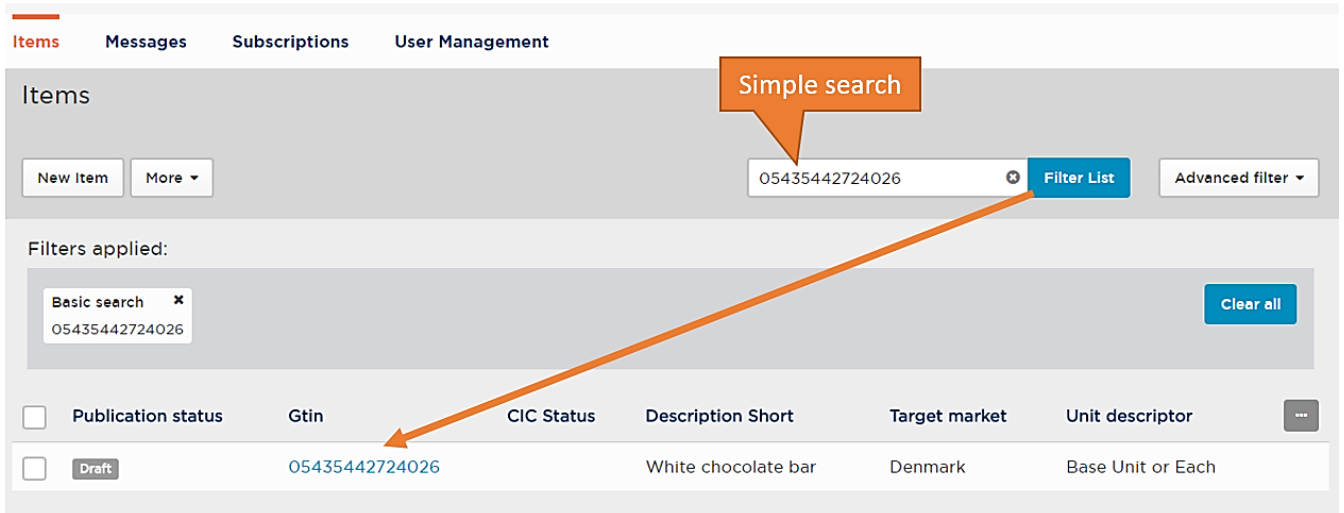 Items Messages Subscriptions User Management
Simple search
Items
New Item More 05435442724026 Filter List Advanced filter
Filters applied:
Basic search
05435442724026
Clear all
Publication status Gtin CIC Status Description Short Target market Unit descriptor
Draft 05435442724026 White chocolate bar Denmark Base Unit or Each